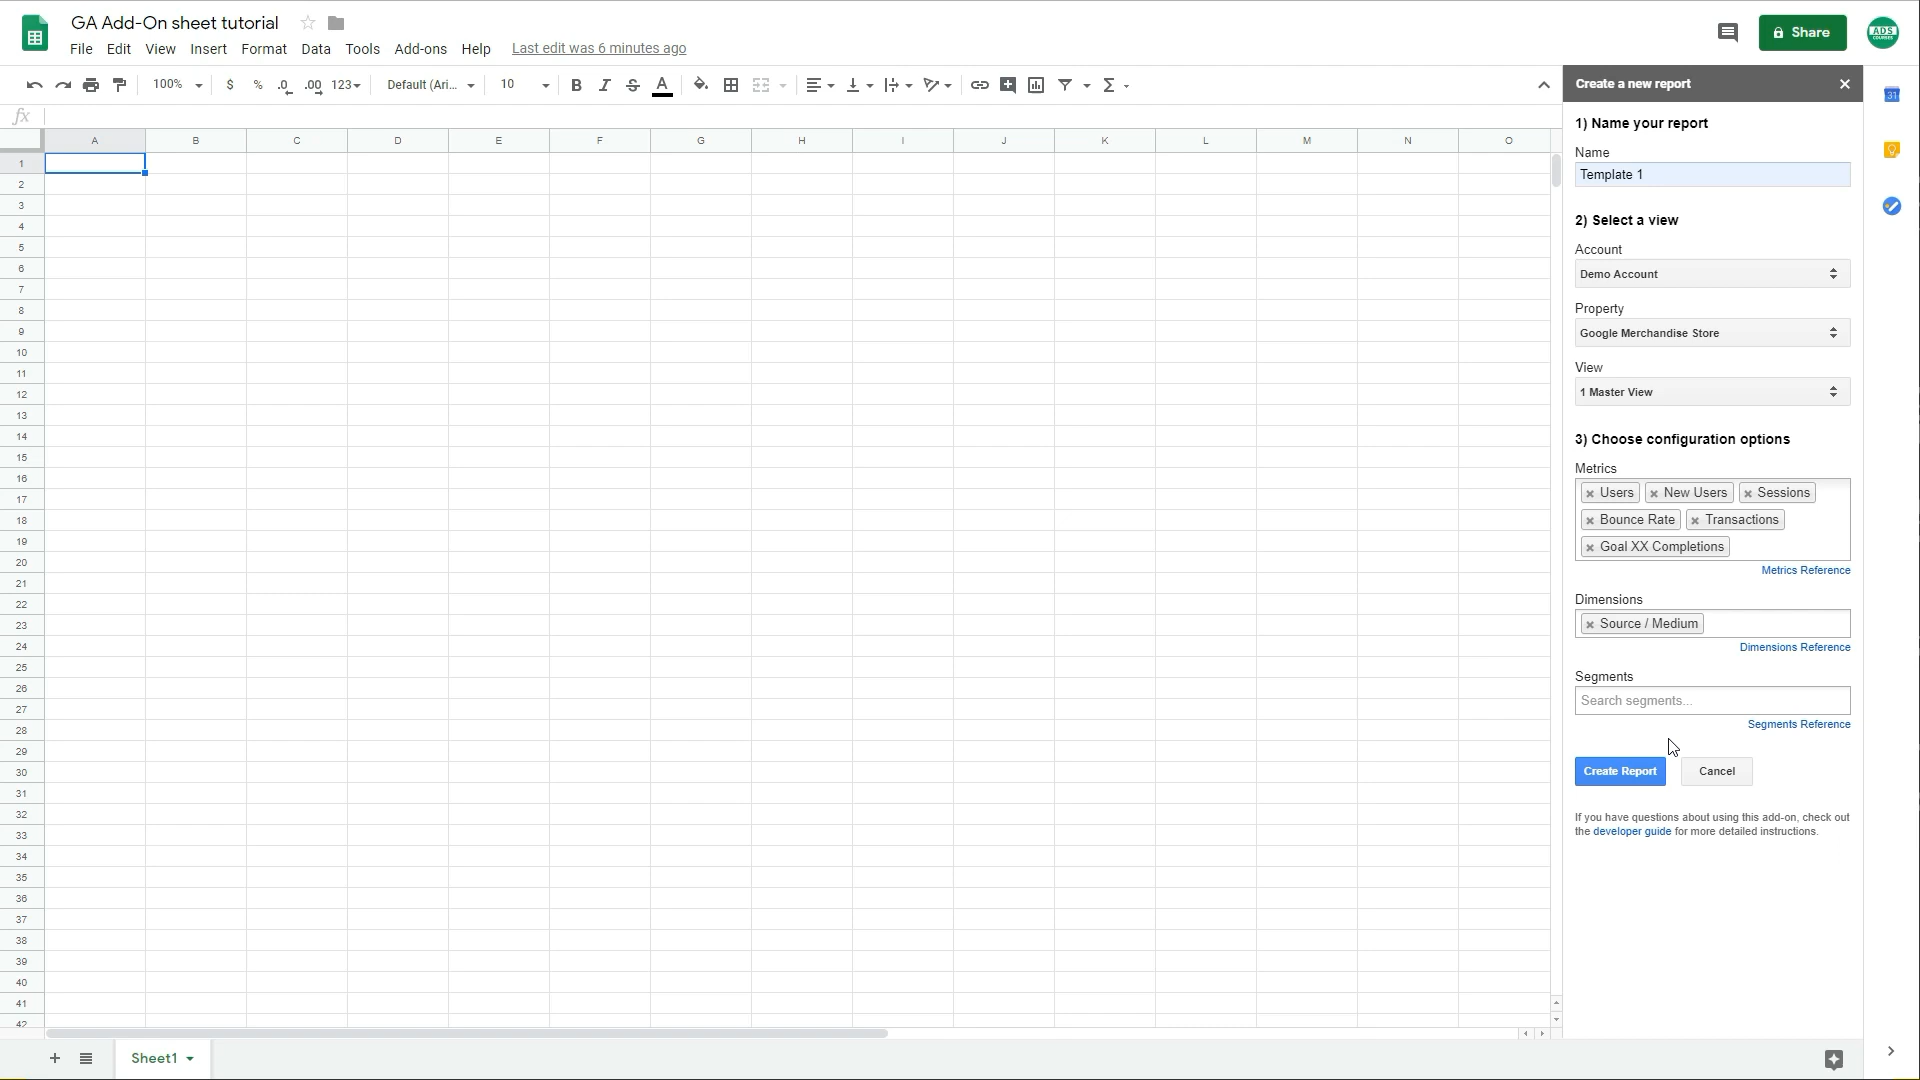 GA Add-On sheet tutorial
File Edit View Insert Format Data Tools Add-ons Help Last edit was 6 minutes ago
Share
ADS COURSES
100% $ % .0 .00 123 Default (Ari... 10 B I S A Σ
fx
A B C D E F G H I J K L M N O
1
2
3
4
5
6
7
8
9
10
11
12
13
14
15
16
17
18
19
20
21
22
23
24
25
26
27
28
29
30
31
32
33
34
35
36
37
38
39
40
41
42
Sheet1
Create a new report
1) Name your report
Name
Template 1
2) Select a view
Account
Demo Account
Property
Google Merchandise Store
View
1 Master View
3) Choose configuration options
Metrics
× Users × New Users × Sessions
× Bounce Rate × Transactions
× Goal XX Completions
Metrics Reference
Dimensions
× Source / Medium
Dimensions Reference
Segments
Search segments...
Segments Reference
Create Report Cancel
If you have questions about using this add-on, check out
the developer guide for more detailed instructions.
31